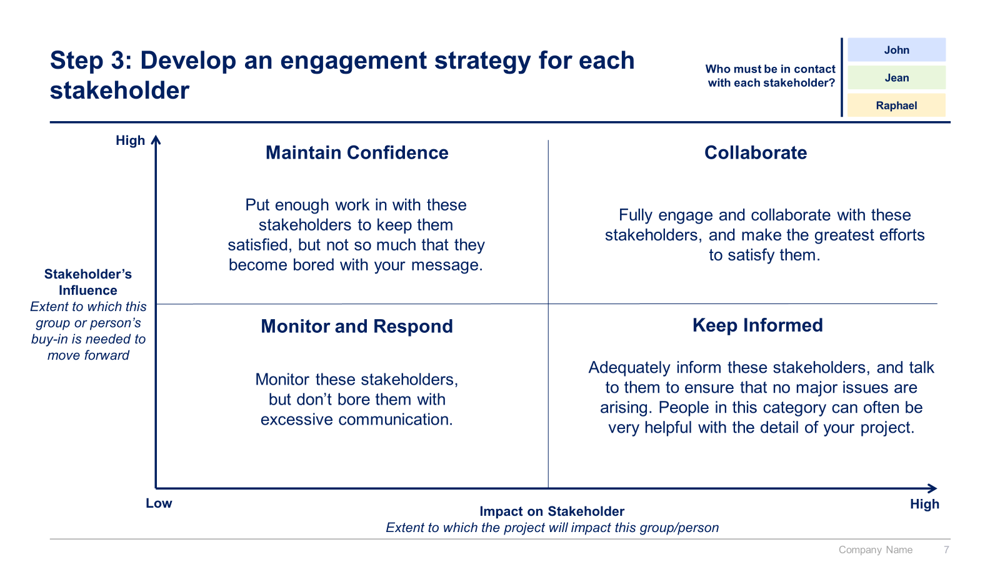 Step 3: Develop an engagement strategy for each
stakeholder
Who must be in contact
with each stakeholder?
John
Jean
Raphael
High
Maintain Confidence
Put enough work in with these
stakeholders to keep them
satisfied, but not so much that they
become bored with your message.
Collaborate
Fully engage and collaborate with these
stakeholders, and make the greatest efforts
to satisfy them.
Stakeholder’s
Influence
Extent to which this
group or person’s
buy-in is needed to
move forward
Monitor and Respond
Monitor these stakeholders,
but don’t bore them with
excessive communication.
Keep Informed
Adequately inform these stakeholders, and talk
to them to ensure that no major issues are
arising. People in this category can often be
very helpful with the detail of your project.
Low
High
Impact on Stakeholder
Extent to which the project will impact this group/person
Company Name
7